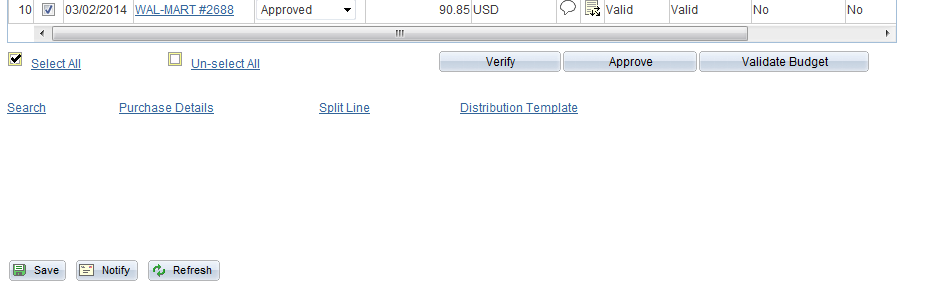 10 03/02/2014 WAL-MART #2688 Approved 90.85 USD Valid Valid No No
Select All Un-select All Verify Approve Validate Budget
Search Purchase Details Split Line Distribution Template
Save Notify Refresh